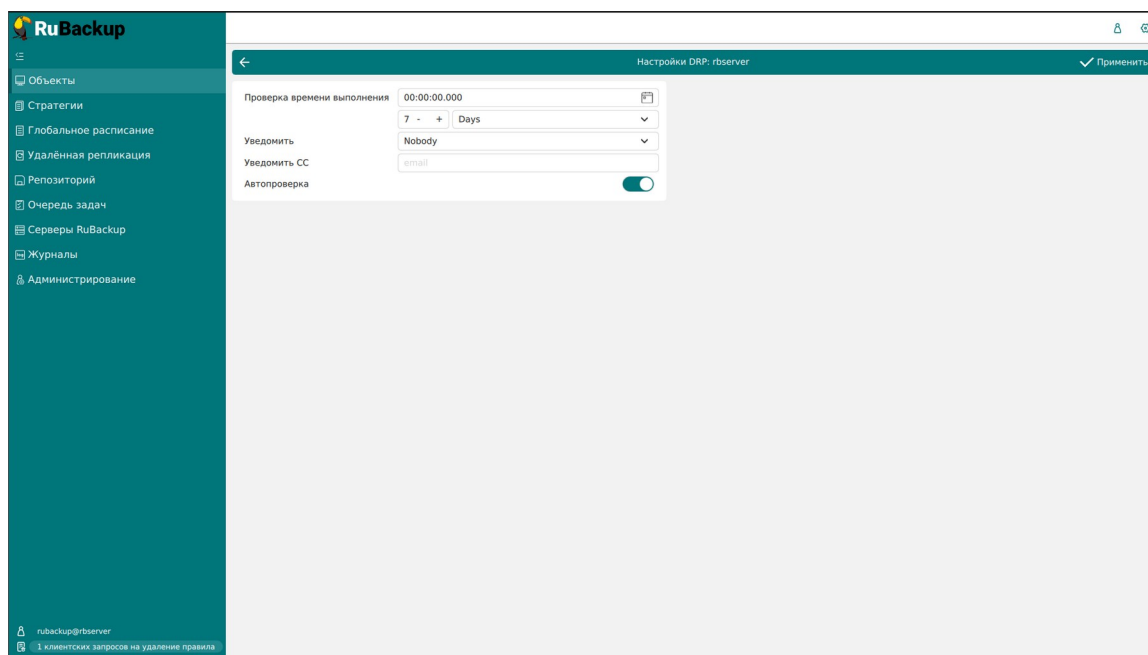 RuBackup
Объекты
Стратегии
Глобальное расписание
Удалённая репликация
Репозиторий
Очередь задач
Серверы RuBackup
Журналы
Администрирование
rubackup@rbserver
1 клиентских запросов на удаление правила
Настройки DRP: rbserver
Применить
Проверка времени выполнения 00:00:00.000
7 - + Days
Уведомить Nobody
Уведомить CC email
Автопроверка